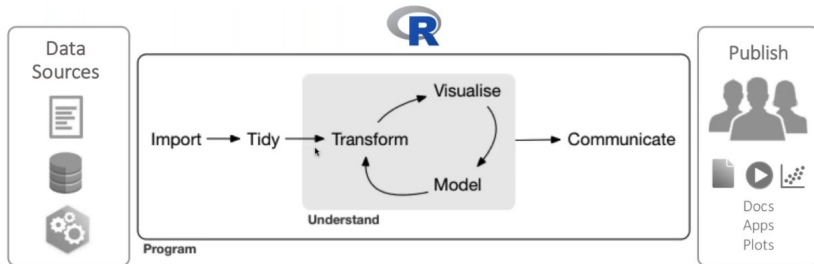 R
Data
Sources
Import
Tidy
Transform
Visualise
Model
Understand
Communicate
Program
Publish
Docs
Apps
Plots